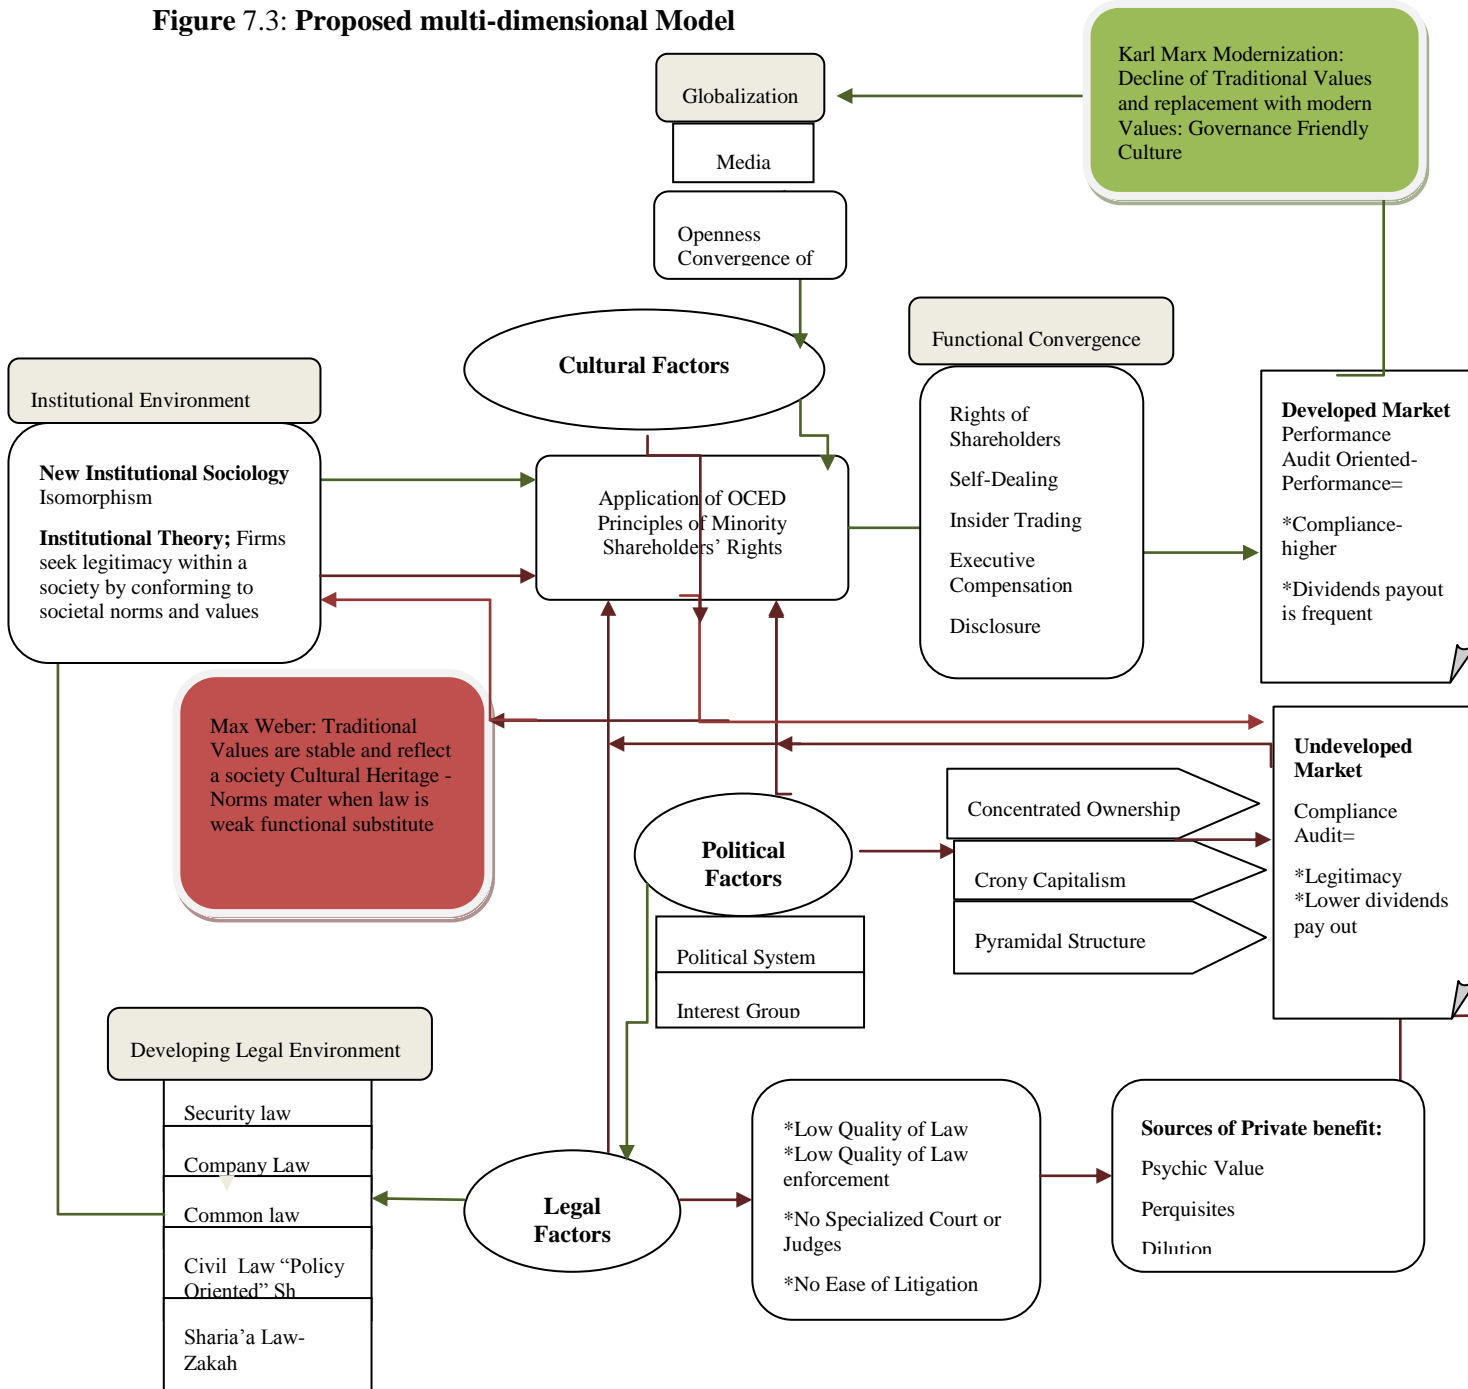 Figure 7.3: Proposed multi-dimensional Model
Karl Marx Modernization:
Decline of Traditional Values
and replacement with modern
Values: Governance Friendly
Culture
Globalization
Media
Openness
Convergence of
Cultural Factors
Functional Convergence
Rights of
Shareholders
Self-Dealing
Insider Trading
Executive
Compensation
Disclosure
Developed Market
Performance
Audit Oriented-
Performance=
*Compliance-
higher
*Dividends payout
is frequent
Institutional Environment
New Institutional Sociology
Isomorphism
Institutional Theory; Firms
seek legitimacy within a
society by conforming to
societal norms and values
Application of OCED
Principles of Minority
Shareholders’ Rights
Max Weber: Traditional
Values are stable and reflect
a society Cultural Heritage -
Norms mater when law is
weak functional substitute
Undeveloped
Market
Compliance
Audit=
*Legitimacy
*Lower dividends
pay out
Concentrated Ownership
Crony Capitalism
Pyramidal Structure
Political
Factors
Political System
Interest Group
Developing Legal Environment
Security law
Company Law
Common law
Civil Law “Policy
Oriented” Sh
Sharia’a Law-
Zakah
Legal
Factors
*Low Quality of Law
*Low Quality of Law
enforcement
*No Specialized Court or
Judges
*No Ease of Litigation
Sources of Private benefit:
Psychic Value
Perquisites
Dilution